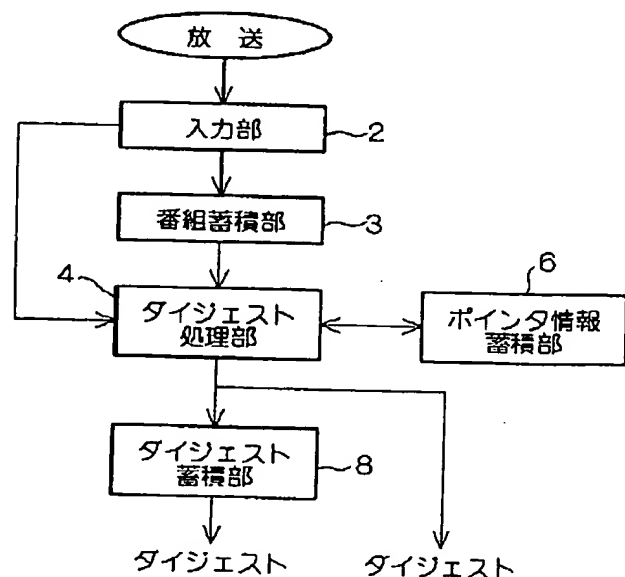 放送
入力部
2
番組蓄積部
3
4
ダイジェスト
処理部
6
ポインタ情報
蓄積部
ダイジェスト
蓄積部
8
ダイジェスト
ダイジェスト